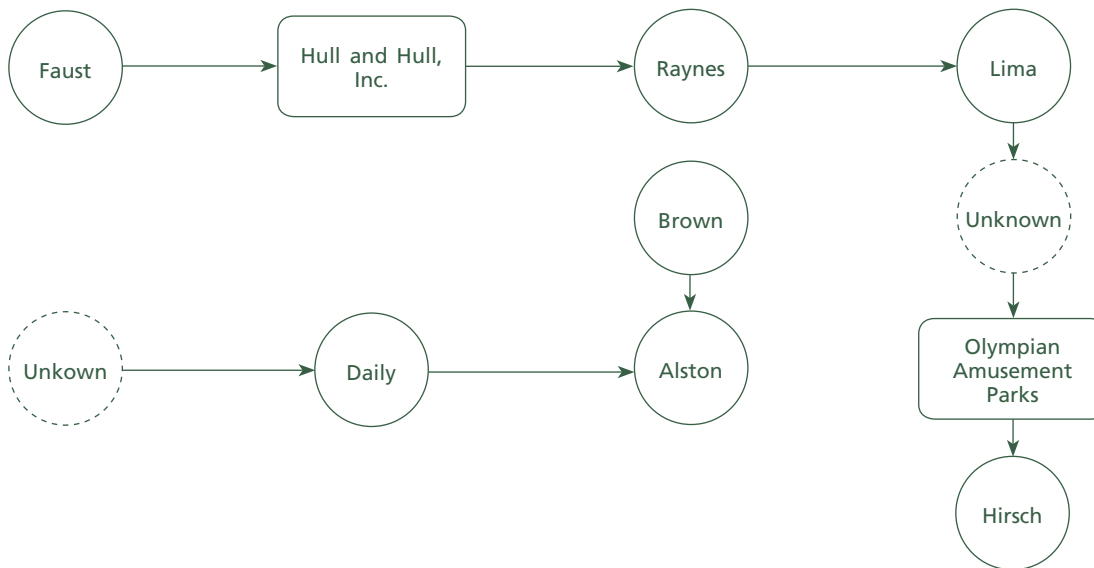 Faust
Hull and Hull,
Inc.
Raynes
Lima
Brown
Unknown
Unkown
Daily
Alston
Olympian
Amusement
Parks
Hirsch